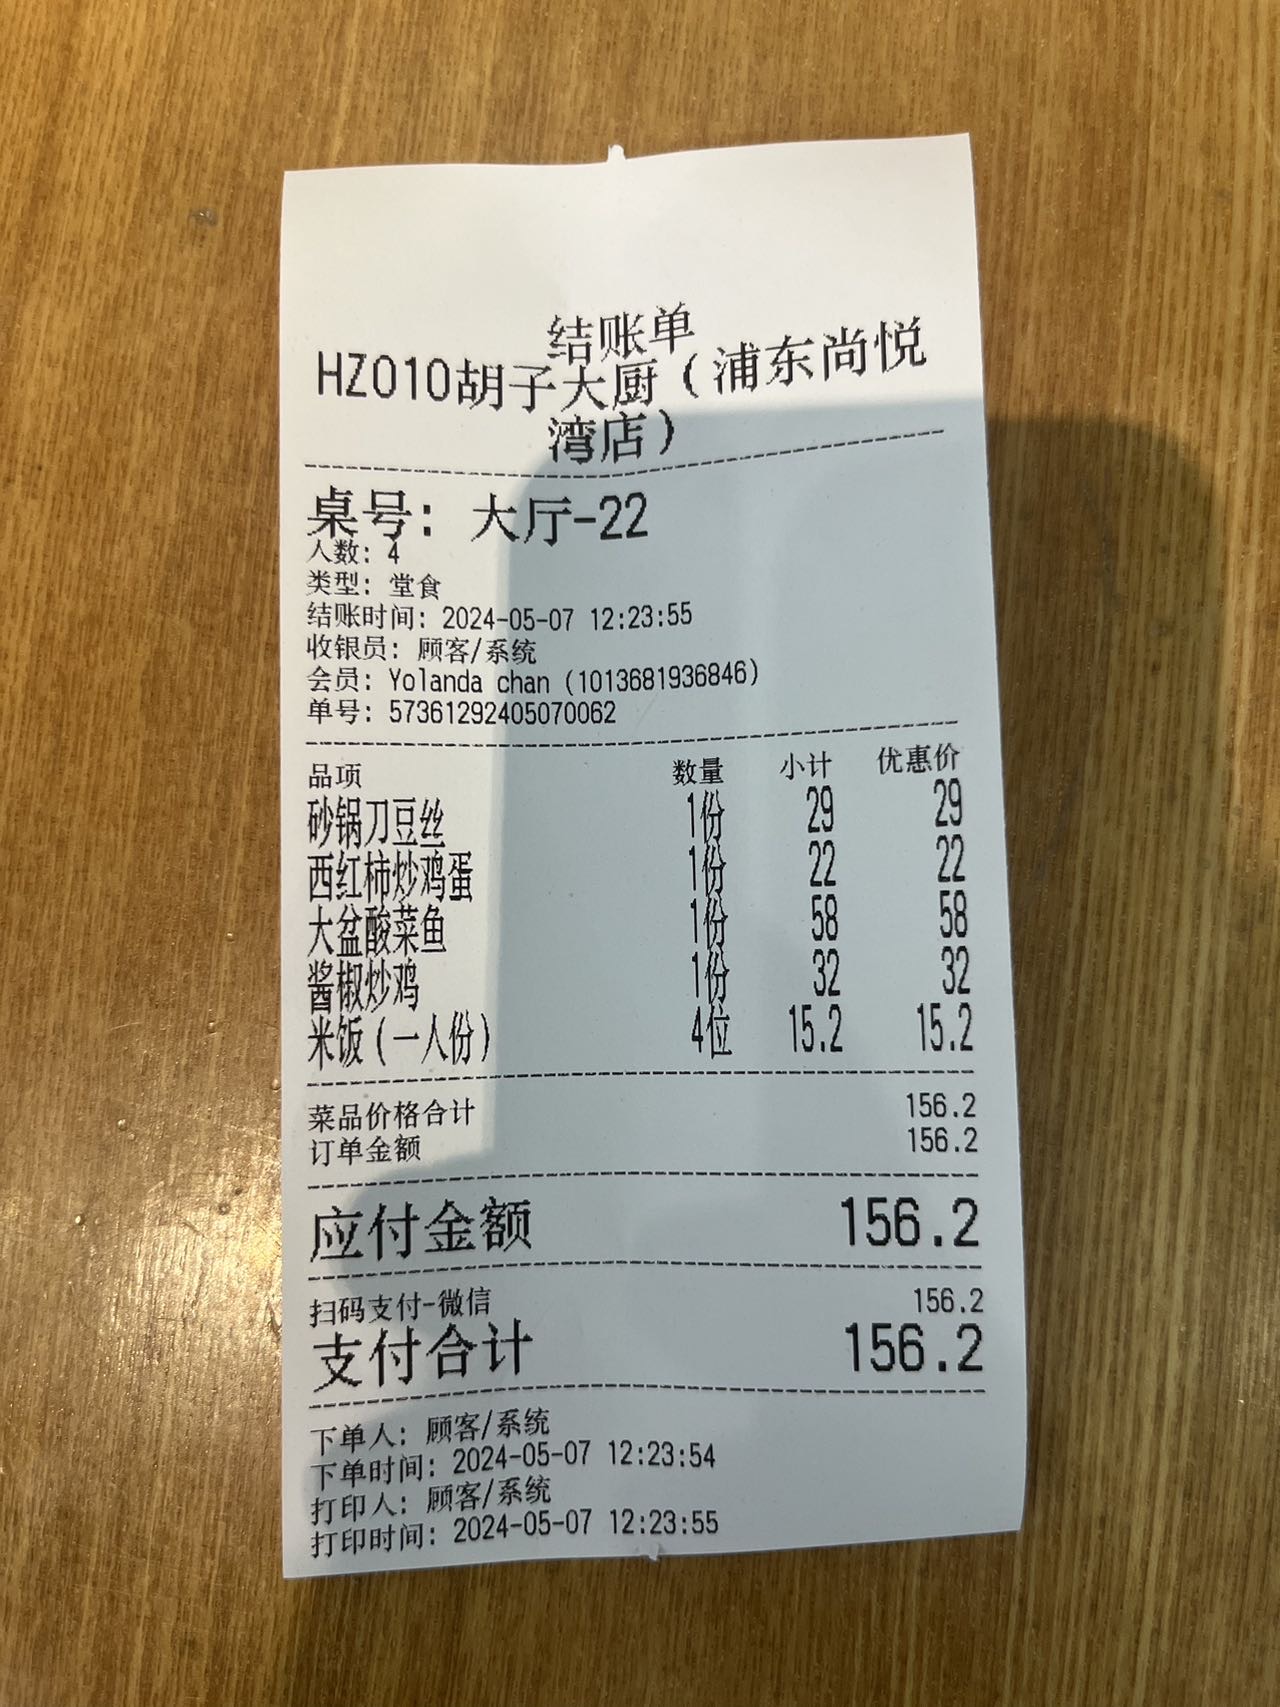 结账单
HZ010胡子大厨（浦东尚悦
湾店）
桌号：大厅-22
人数：4
类型：堂食
结账时间：2024-05-07 12:23:55
收银员：顾客/系统
会员：Yolanda chan（1013681936846）
单号：57361292405070062
品项 数量 小计 优惠价
砂锅刀豆丝 1份 29 29
西红柿炒鸡蛋 1份 22 22
大盆酸菜鱼 1份 58 58
酱椒炒鸡 1份 32 32
米饭（一人份） 4位 15.2 15.2
菜品价格合计 156.2
订单金额 156.2
应付金额 156.2
扫码支付-微信 156.2
支付合计 156.2
下单人：顾客/系统
下单时间：2024-05-07 12:23:54
打印人：顾客/系统
打印时间：2024-05-07 12:23:55